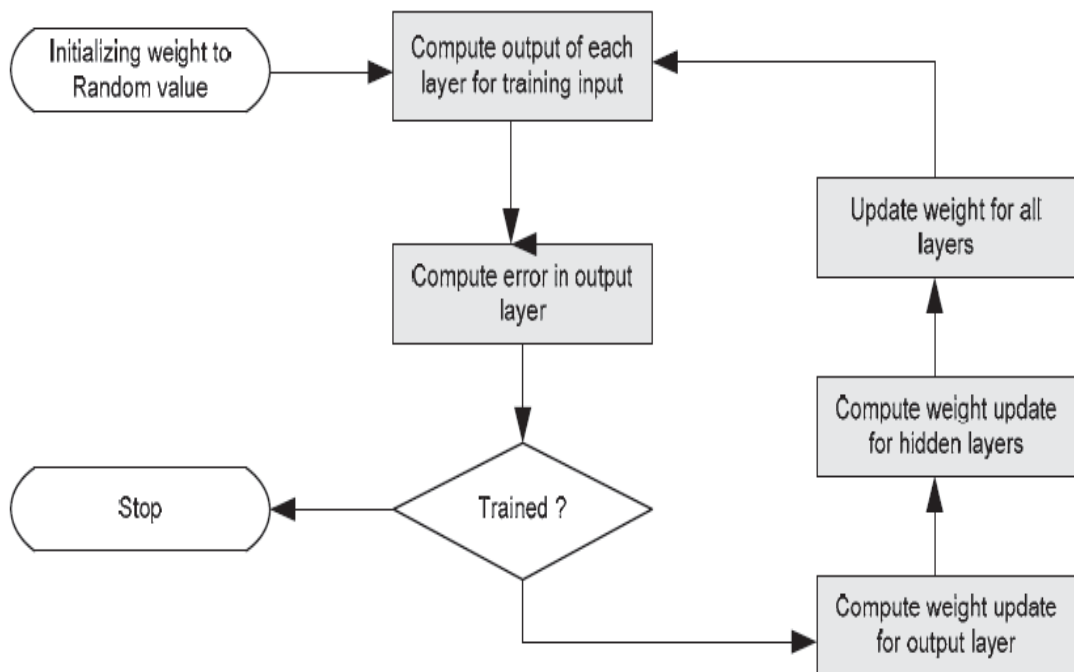 Initializing weight to
Random value
Compute output of each
layer for training input
Compute error in output
layer
Trained ?
Stop
Compute weight update
for output layer
Compute weight update
for hidden layers
Update weight for all
layers